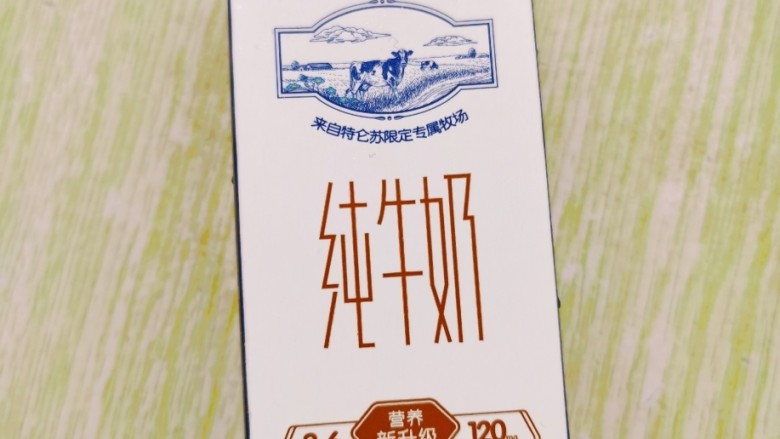 来自特仑苏限定专属牧场
纯牛奶
营养
新升级
120mg